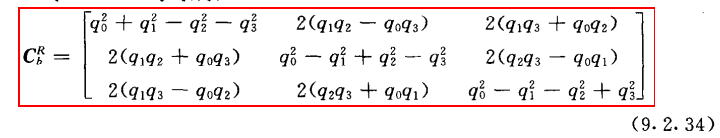 C_b^R = [ q_0^2 + q_1^2 - q_2^2 - q_3^2    2(q_1q_2 - q_0q_3)    2(q_1q_3 + q_0q_2)
2(q_1q_2 + q_0q_3)    q_0^2 - q_1^2 + q_2^2 - q_3^2    2(q_2q_3 - q_0q_1)
2(q_1q_3 - q_0q_2)    2(q_2q_3 + q_0q_1)    q_0^2 - q_1^2 - q_2^2 + q_3^2 ]
(9.2.34)